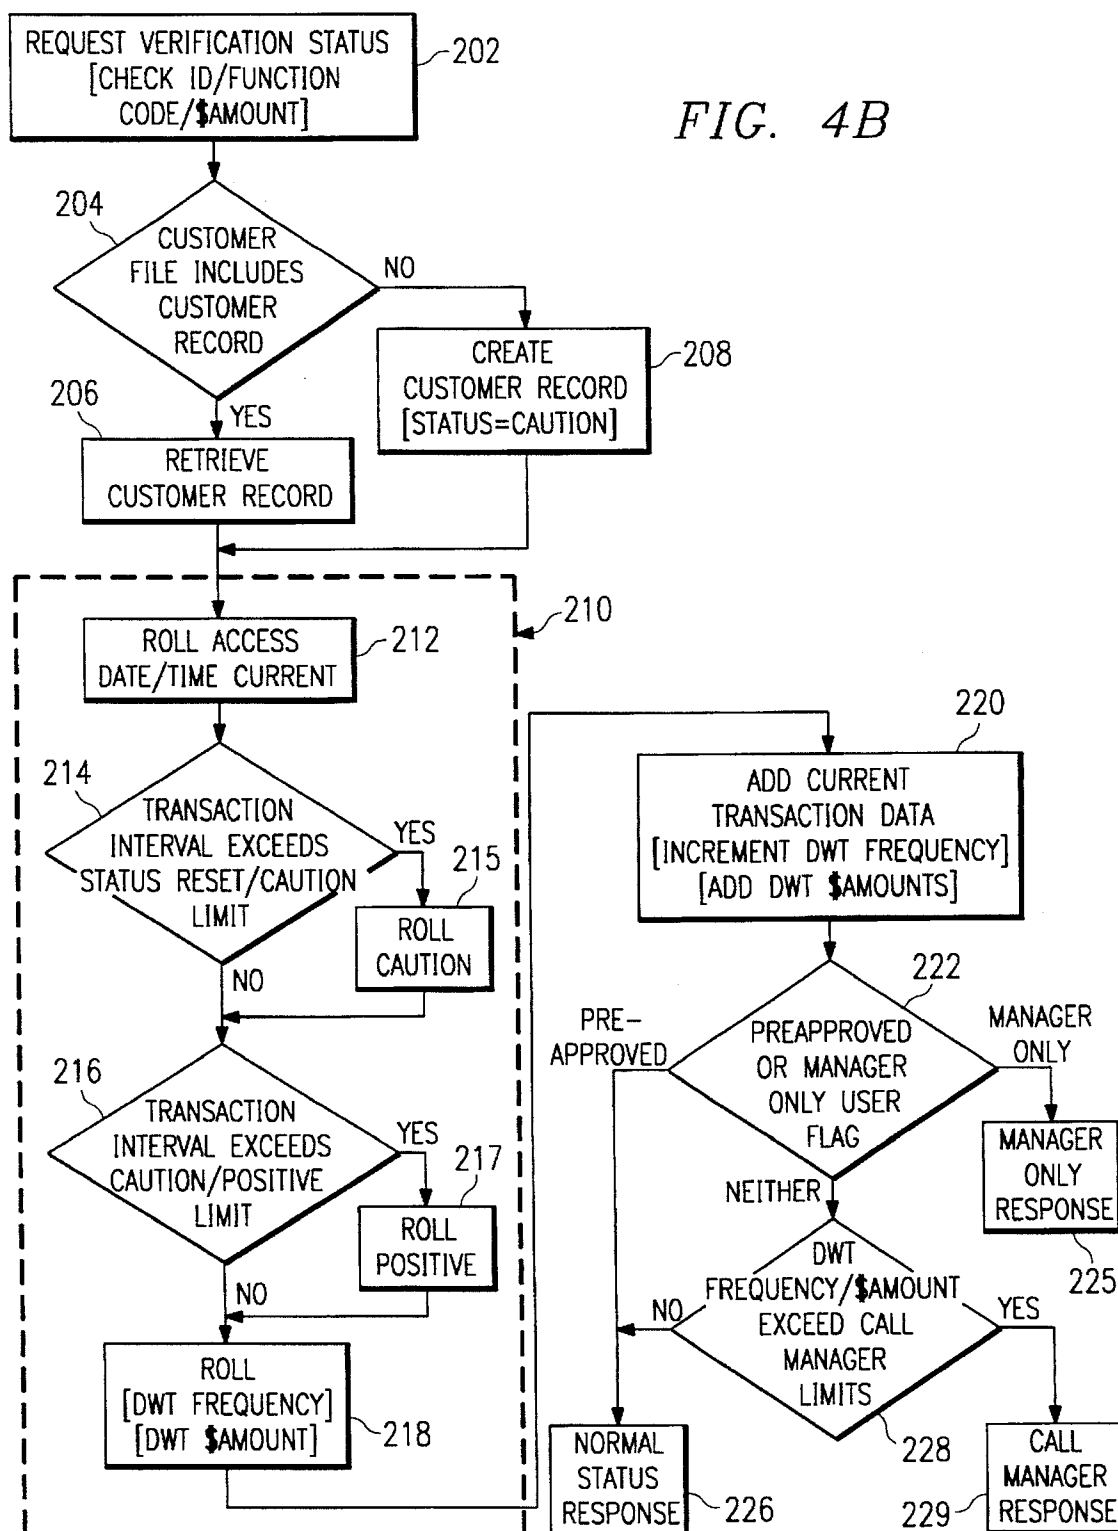 FIG. 4B
REQUEST VERIFICATION STATUS
[CHECK ID/FUNCTION
CODE/$AMOUNT]
202
204
CUSTOMER
FILE INCLUDES
CUSTOMER
RECORD
NO
YES
CREATE
CUSTOMER RECORD
[STATUS=CAUTION]
208
206
RETRIEVE
CUSTOMER RECORD
210
ROLL ACCESS
DATE/TIME CURRENT
212
214
TRANSACTION
INTERVAL EXCEEDS
STATUS RESET/CAUTION
LIMIT
YES
215
ROLL
CAUTION
NO
216
TRANSACTION
INTERVAL EXCEEDS
CAUTION/POSITIVE
LIMIT
YES
217
ROLL
POSITIVE
NO
ROLL
[DWT FREQUENCY]
[DWT $AMOUNT]
218
220
ADD CURRENT
TRANSACTION DATA
[INCREMENT DWT FREQUENCY]
[ADD DWT $AMOUNTS]
222
PRE-
APPROVED
PREAPPROVED
OR MANAGER
ONLY USER
FLAG
MANAGER
ONLY
MANAGER
ONLY
RESPONSE
225
NEITHER
DWT
FREQUENCY/$AMOUNT
EXCEED CALL
MANAGER
LIMITS
NO
YES
228
NORMAL
STATUS
RESPONSE
226
CALL
MANAGER
RESPONSE
229